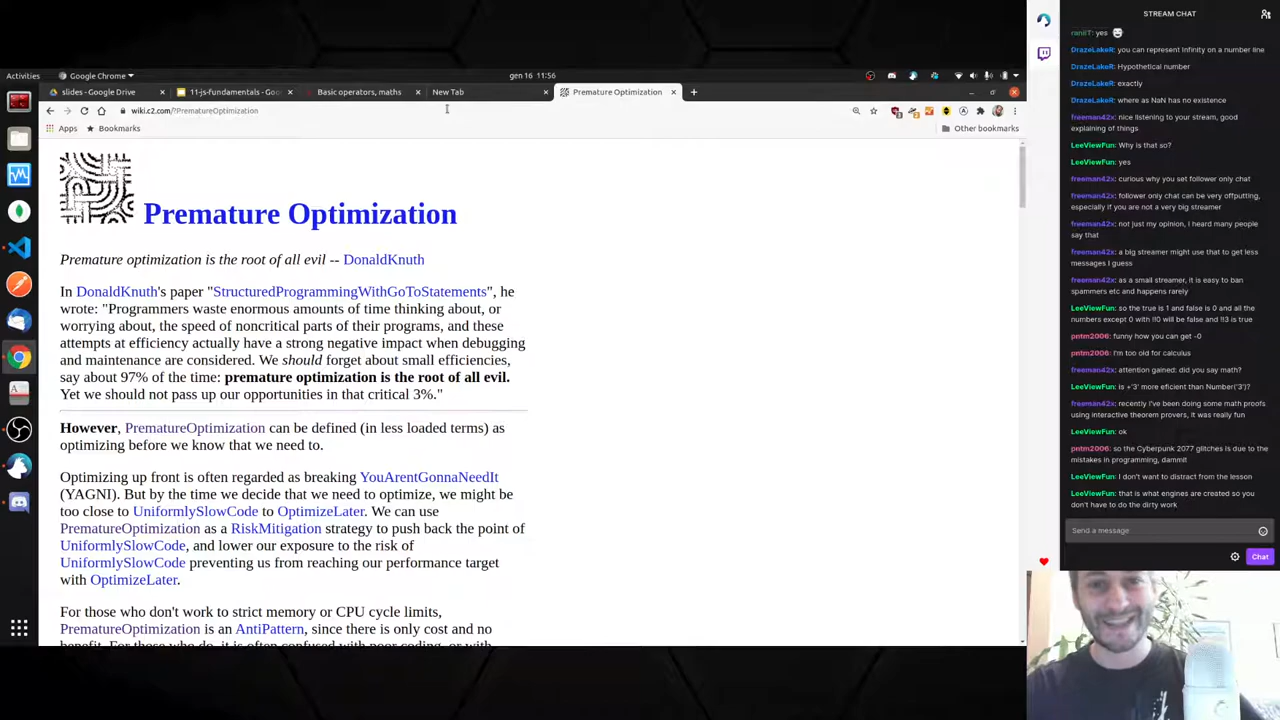 Activities
Google Chrome
gen 16 11:56
slides - Google Drive
11-js-fundamentals - Goo
Basic operators, maths
New Tab
Premature Optimization
wiki.c2.com/?PrematureOptimization
Apps
Bookmarks
Other bookmarks
Premature Optimization
Premature optimization is the root of all evil -- DonaldKnuth
In DonaldKnuth's paper "StructuredProgrammingWithGoToStatements", he
wrote: "Programmers waste enormous amounts of time thinking about, or
worrying about, the speed of noncritical parts of their programs, and these
attempts at efficiency actually have a strong negative impact when debugging
and maintenance are considered. We should forget about small efficiencies,
say about 97% of the time: premature optimization is the root of all evil.
Yet we should not pass up our opportunities in that critical 3%."
However, PrematureOptimization can be defined (in less loaded terms) as
optimizing before we know that we need to.
Optimizing up front is often regarded as breaking YouArentGonnaNeedIt
(YAGNI). But by the time we decide that we need to optimize, we might be
too close to UniformlySlowCode to OptimizeLater. We can use
PrematureOptimization as a RiskMitigation strategy to push back the point of
UniformlySlowCode, and lower our exposure to the risk of
UniformlySlowCode preventing us from reaching our performance target
with OptimizeLater.
For those who don't work to strict memory or CPU cycle limits,
PrematureOptimization is an AntiPattern, since there is only cost and no
benefit. For those who do, it is often confused with poor coding, or with
STREAM CHAT
raniiT: yes
DrazeLakeR: you can represent Infinity on a number line
DrazeLakeR: Hypothetical number
DrazeLakeR: exactly
DrazeLakeR: where as NaN has no existence
freeman42x: nice listening to your stream, good
explaining of things
LeeViewFun: Why is that so?
LeeViewFun: yes
freeman42x: curious why you set follower only chat
freeman42x: follower only chat can be very offputting,
especially if you are not a very big streamer
freeman42x: not just my opinion, i heard many people
say that
freeman42x: a big streamer might use that to get less
messages I guess
freeman42x: as a small streamer, it is easy to ban
spammers etc and happens rarely
LeeViewFun: so the true is 1 and false is 0 and all the
numbers except 0 with !!0 will be false and !!3 is true
pntm2006: funny how you can get -0
pntm2006: I'm too old for calculus
freeman42x: attention gained: did you say math?
LeeViewFun: is +'3' more eficient than Number('3')?
freeman42x: recently I've been doing some math proofs
using interactive theorem provers, it was really fun
LeeViewFun: ok
pntm2006: so the Cyberpunk 2077 glitches is due to the
mistakes in programming, dammit
LeeViewFun: I don't want to distract from the lesson
LeeViewFun: that is what engines are created so you
don't have to do the dirty work
Send a message
Chat